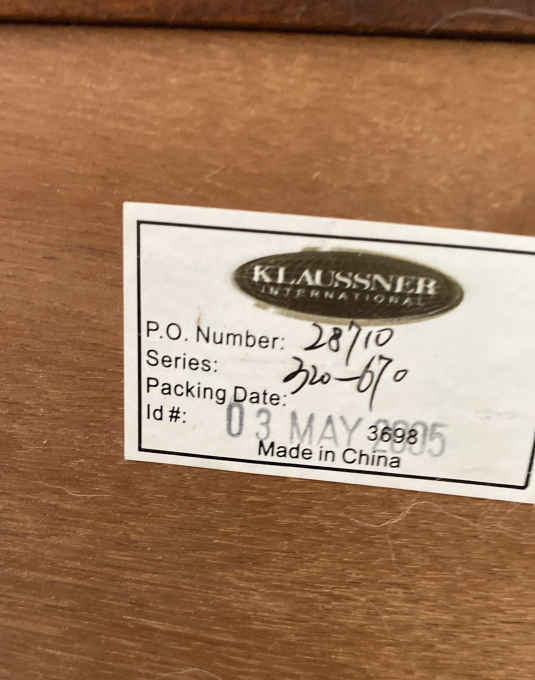 KLAUSSNER
INTERNATIONAL
P.O. Number: 28710
Series: 320-670
Packing Date:
03 MAY 2005
Id #: 3698
Made in China